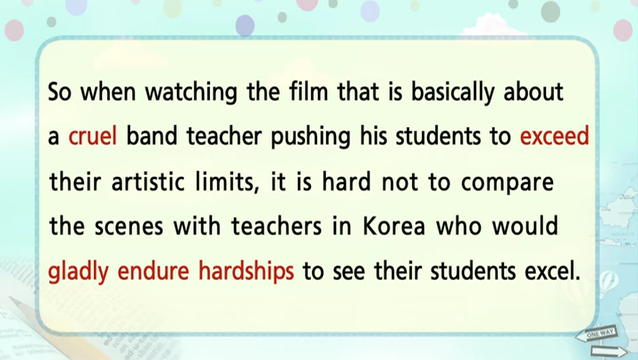 So when watching the film that is basically about
a cruel band teacher pushing his students to exceed
their artistic limits, it is hard not to compare
the scenes with teachers in Korea who would
gladly endure hardships to see their students excel.
ONE WAY